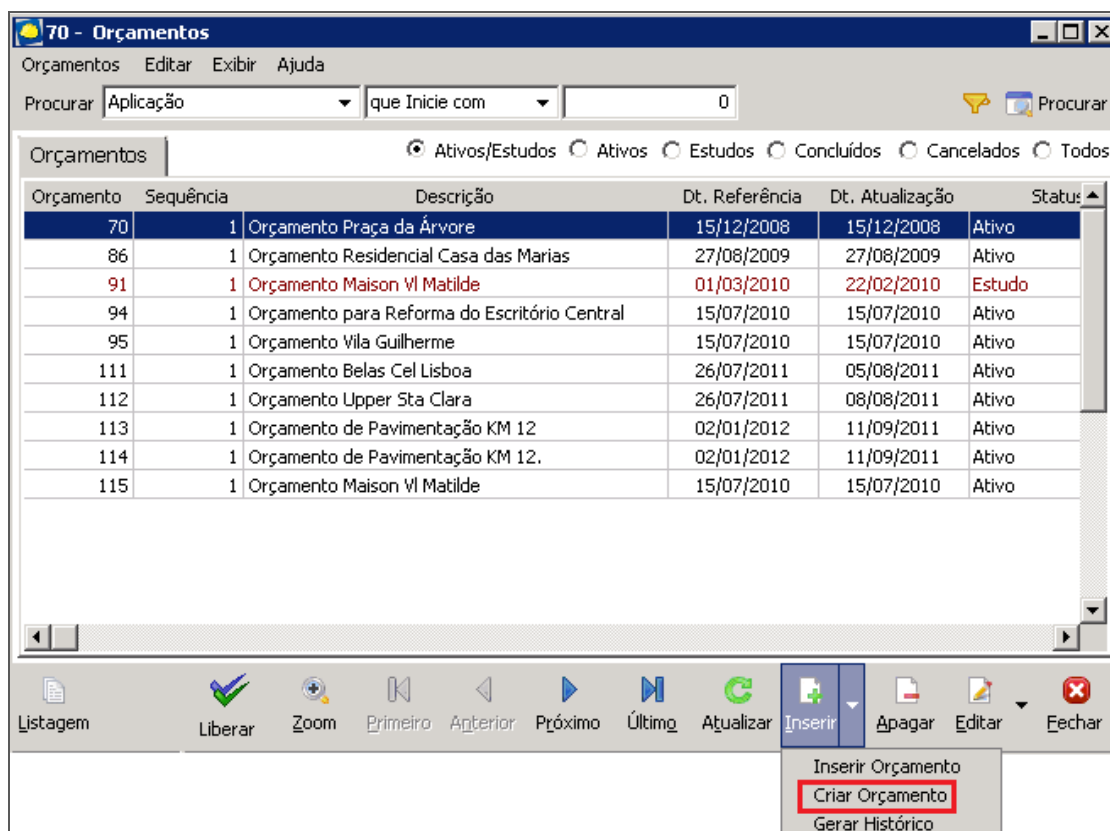 70 - Orçamentos
Orçamentos Editar Exibir Ajuda
Procurar Aplicação que Inicie com 0 Procurar
Orçamentos Ativos/Estudos Ativos Estudos Concluídos Cancelados Todos
Orçamento Sequência Descrição Dt. Referência Dt. Atualização Status
70 1 Orçamento Praça da Árvore 15/12/2008 15/12/2008 Ativo
86 1 Orçamento Residencial Casa das Marias 27/08/2009 27/08/2009 Ativo
91 1 Orçamento Maison Vl Matilde 01/03/2010 22/02/2010 Estudo
94 1 Orçamento para Reforma do Escritório Central 15/07/2010 15/07/2010 Ativo
95 1 Orçamento Vila Guilherme 15/07/2010 15/07/2010 Ativo
111 1 Orçamento Belas Cel Lisboa 26/07/2011 05/08/2011 Ativo
112 1 Orçamento Upper Sta Clara 26/07/2011 08/08/2011 Ativo
113 1 Orçamento de Pavimentação KM 12 02/01/2012 11/09/2011 Ativo
114 1 Orçamento de Pavimentação KM 12. 02/01/2012 11/09/2011 Ativo
115 1 Orçamento Maison Vl Matilde 15/07/2010 15/07/2010 Ativo
Listagem Liberar Zoom Primeiro Anterior Próximo Último Atualizar Inserir Apagar Editar Fechar
Inserir Orçamento
Criar Orçamento
Gerar Histórico